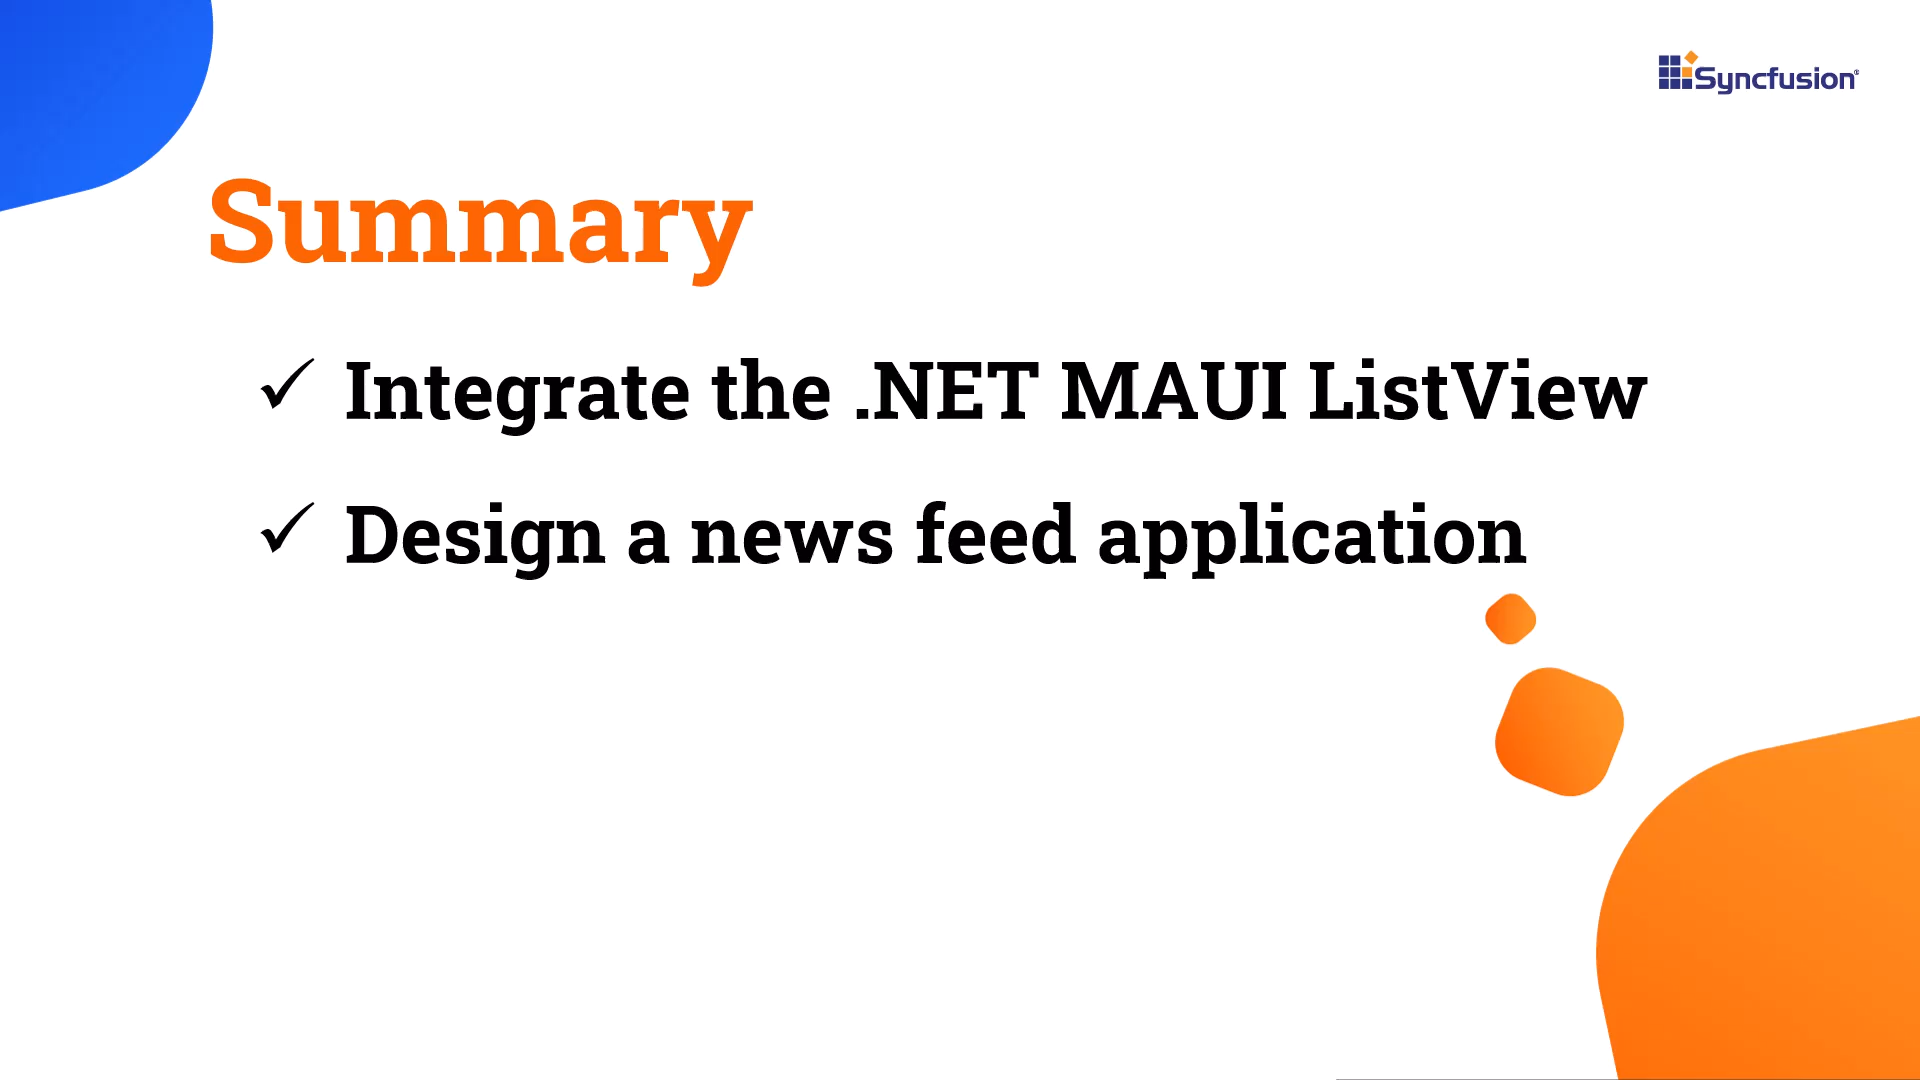 Syncfusion®
Summary
✓ Integrate the .NET MAUI ListView
✓ Design a news feed application